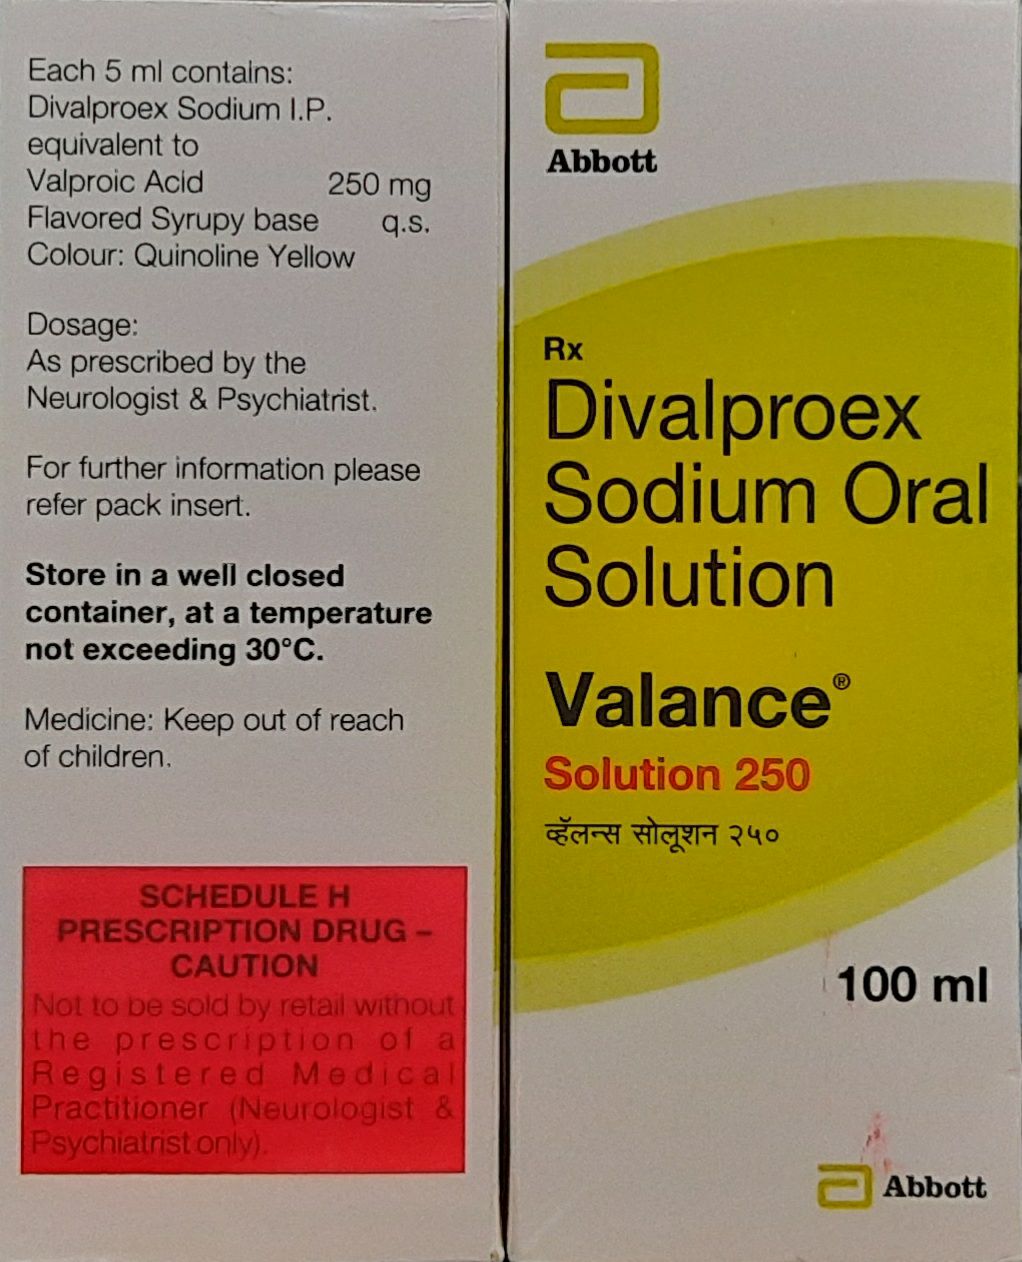 Each 5 ml contains:
Divalproex Sodium I.P.
equivalent to
Valproic Acid 250 mg
Flavored Syrupy base q.s.
Colour: Quinoline Yellow
Dosage:
As prescribed by the
Neurologist & Psychiatrist.
For further information please
refer pack insert.
Store in a well closed
container, at a temperature
not exceeding 30°C.
Medicine: Keep out of reach
of children.
SCHEDULE H
PRESCRIPTION DRUG –
CAUTION
Not to be sold by retail without
the prescription of a
Registered Medical
Practitioner (Neurologist &
Psychiatrist only).
Abbott
Rx
Divalproex
Sodium Oral
Solution
Valance®
Solution 250
व्हॅलन्स सोलूशन २५०
100 ml
Abbott